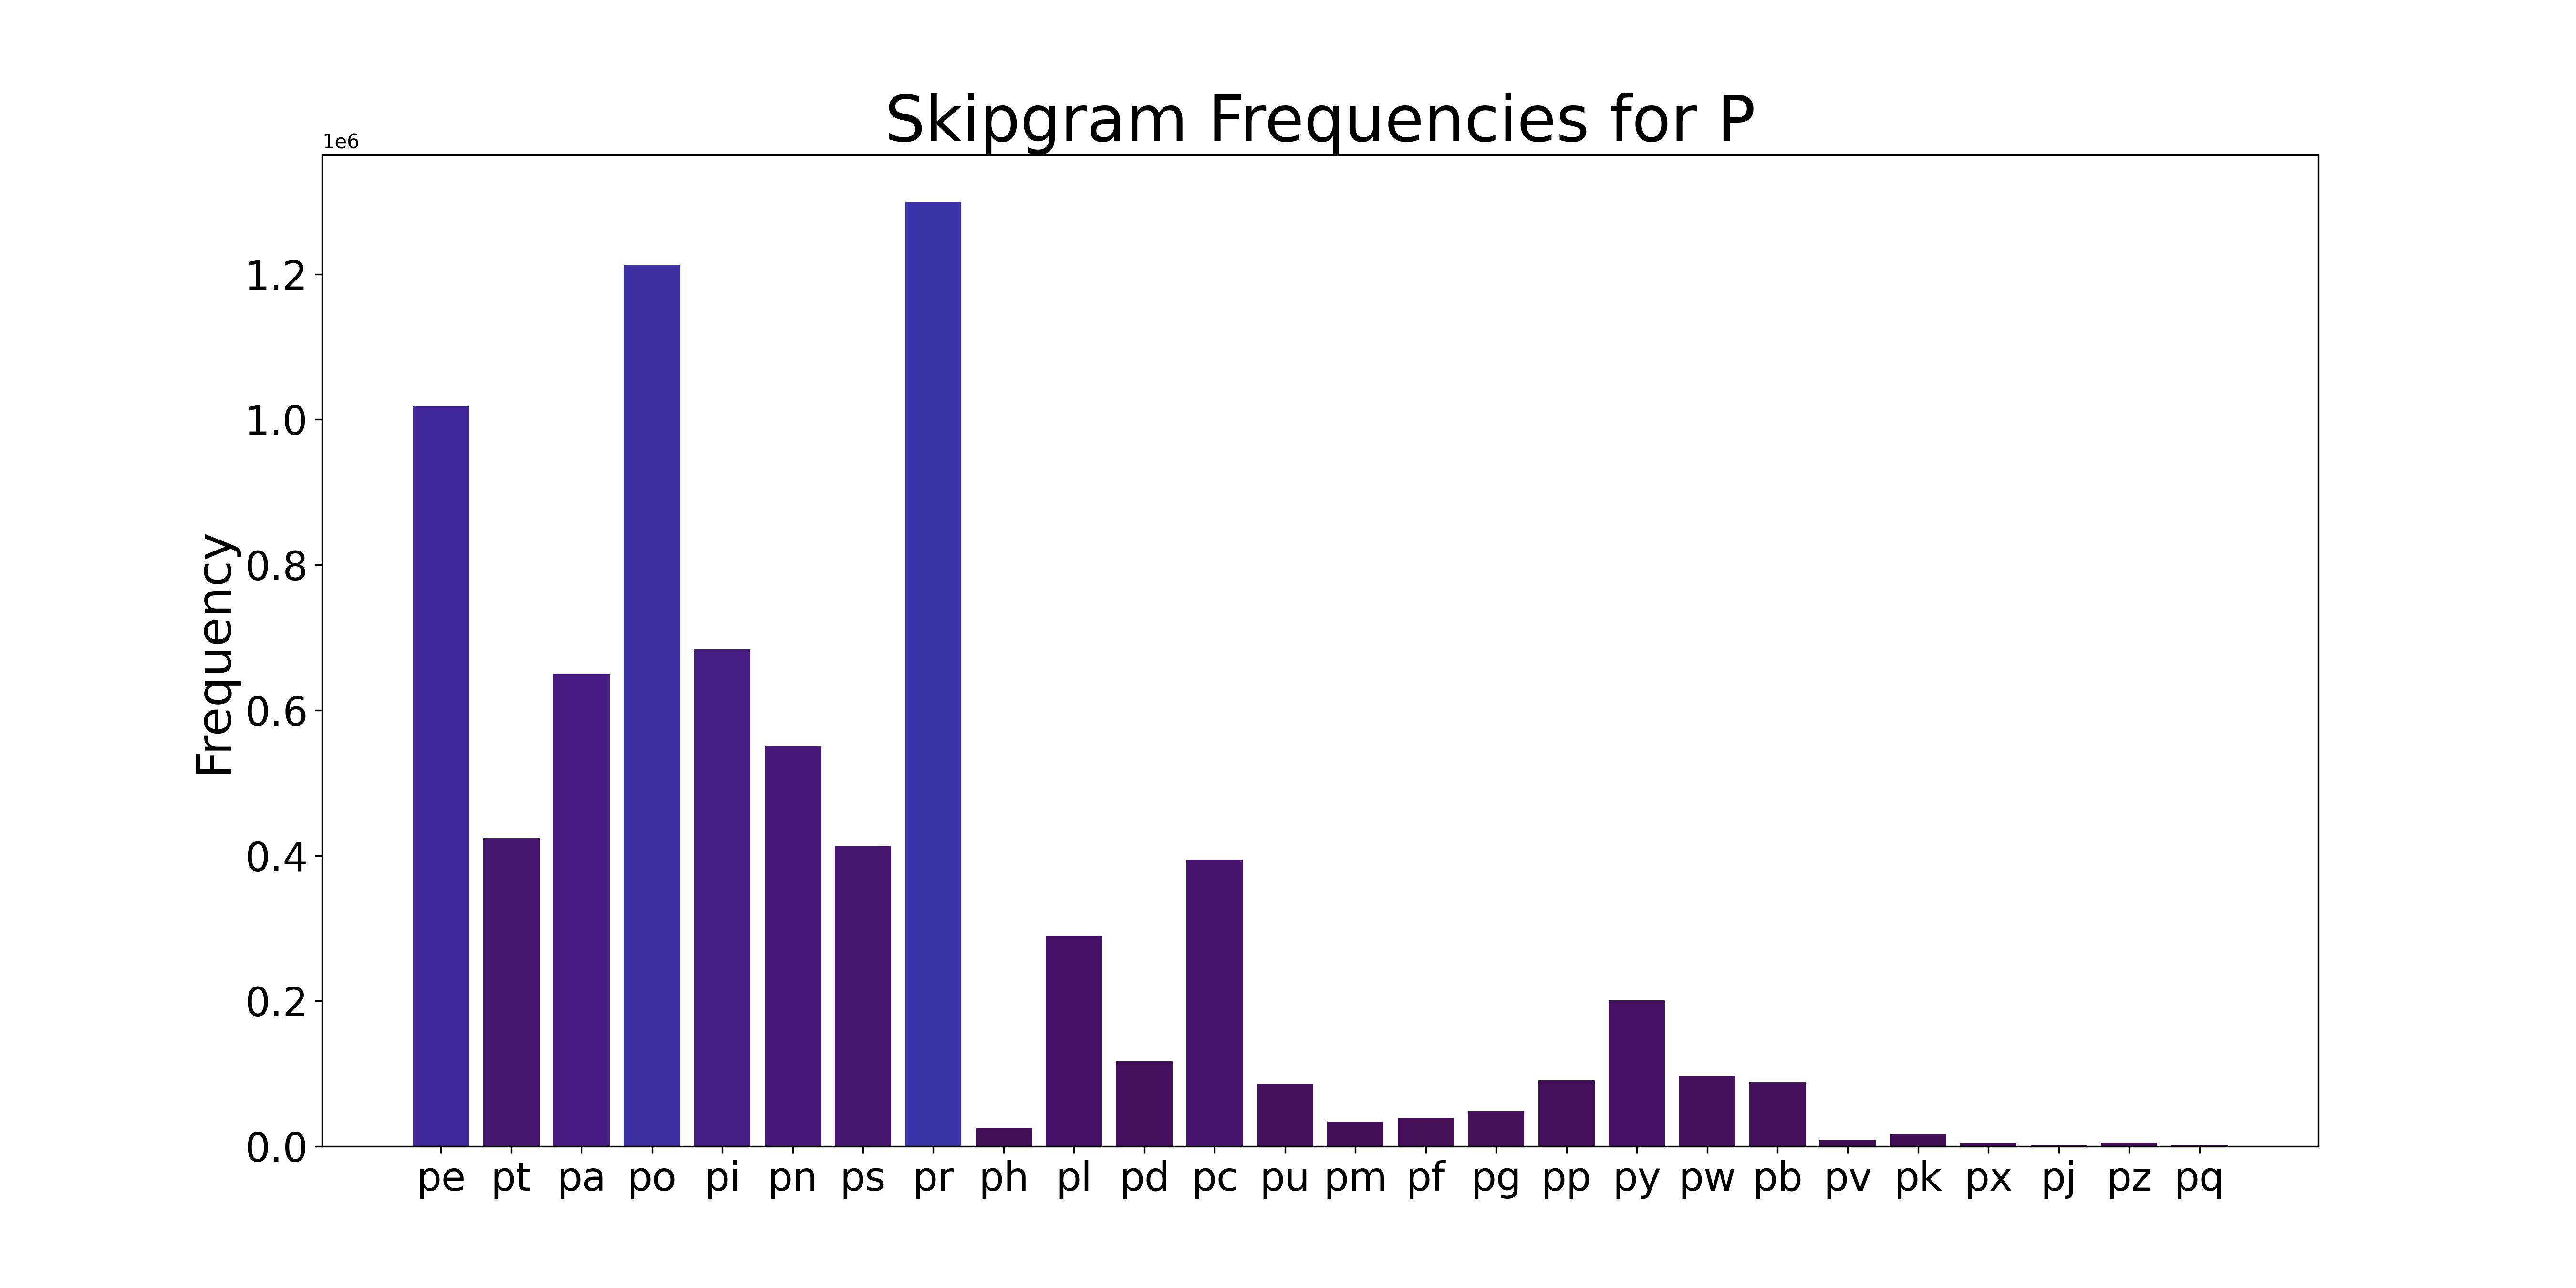 Skipgram Frequencies for P
1e6
1.2
1.0
0.8
0.6
0.4
0.2
0.0
Frequency
pe pt pa po pi pn ps pr ph pl pd pc pu pm pf pg pp py pw pb pv pk px pj pz pq